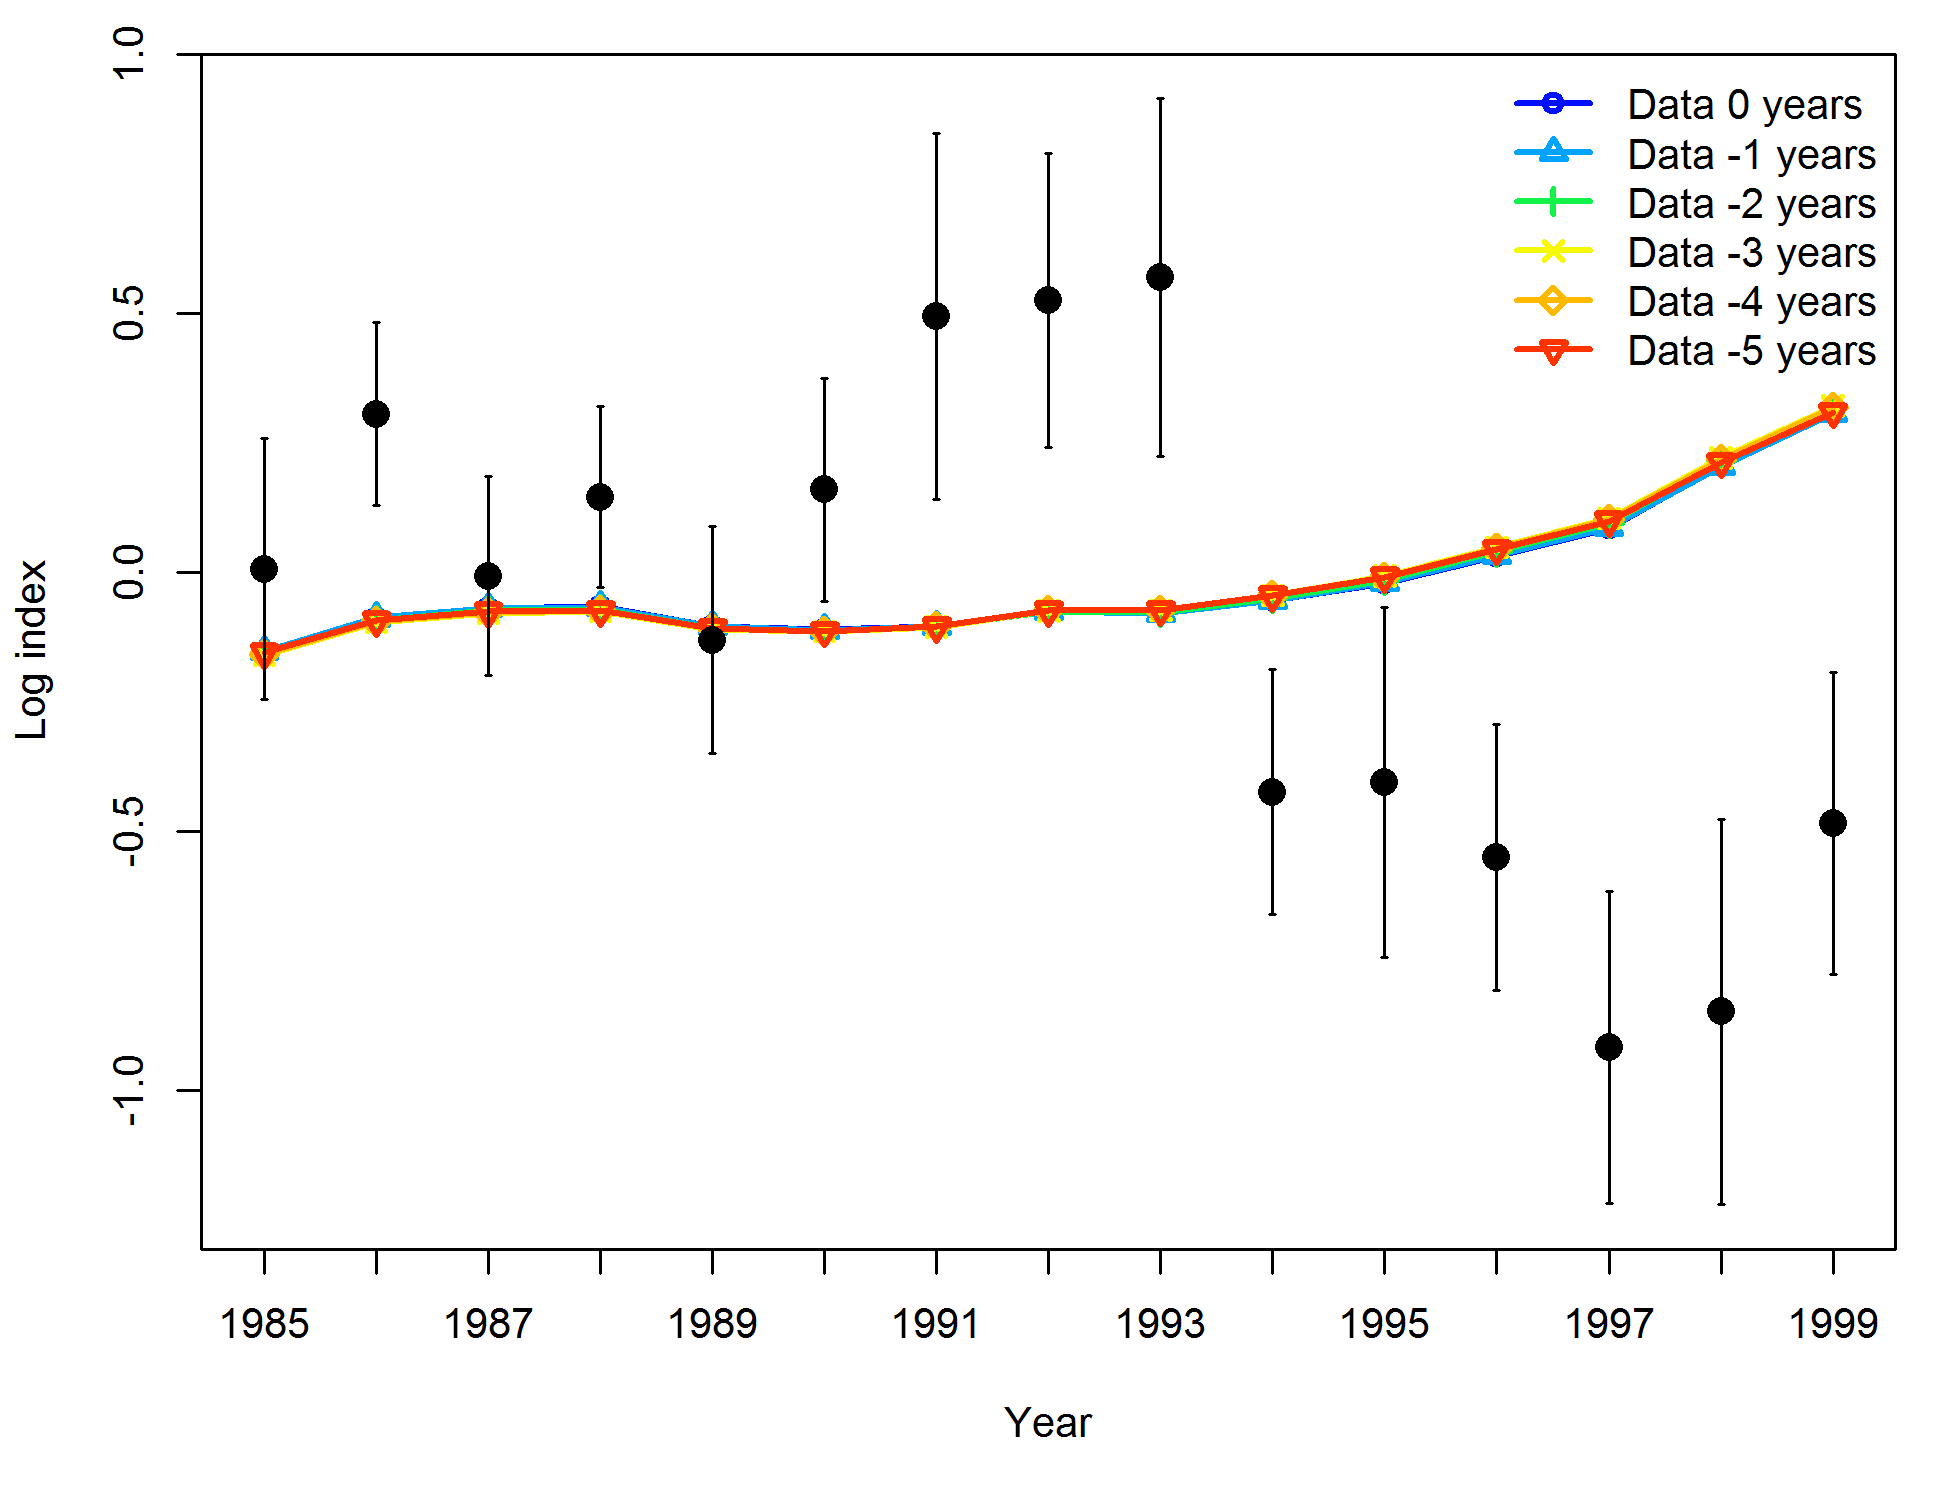 1.0
0.5
0.0
-0.5
-1.0
Log index
Data 0 years
Data -1 years
Data -2 years
Data -3 years
Data -4 years
Data -5 years
1985 1987 1989 1991 1993 1995 1997 1999
Year